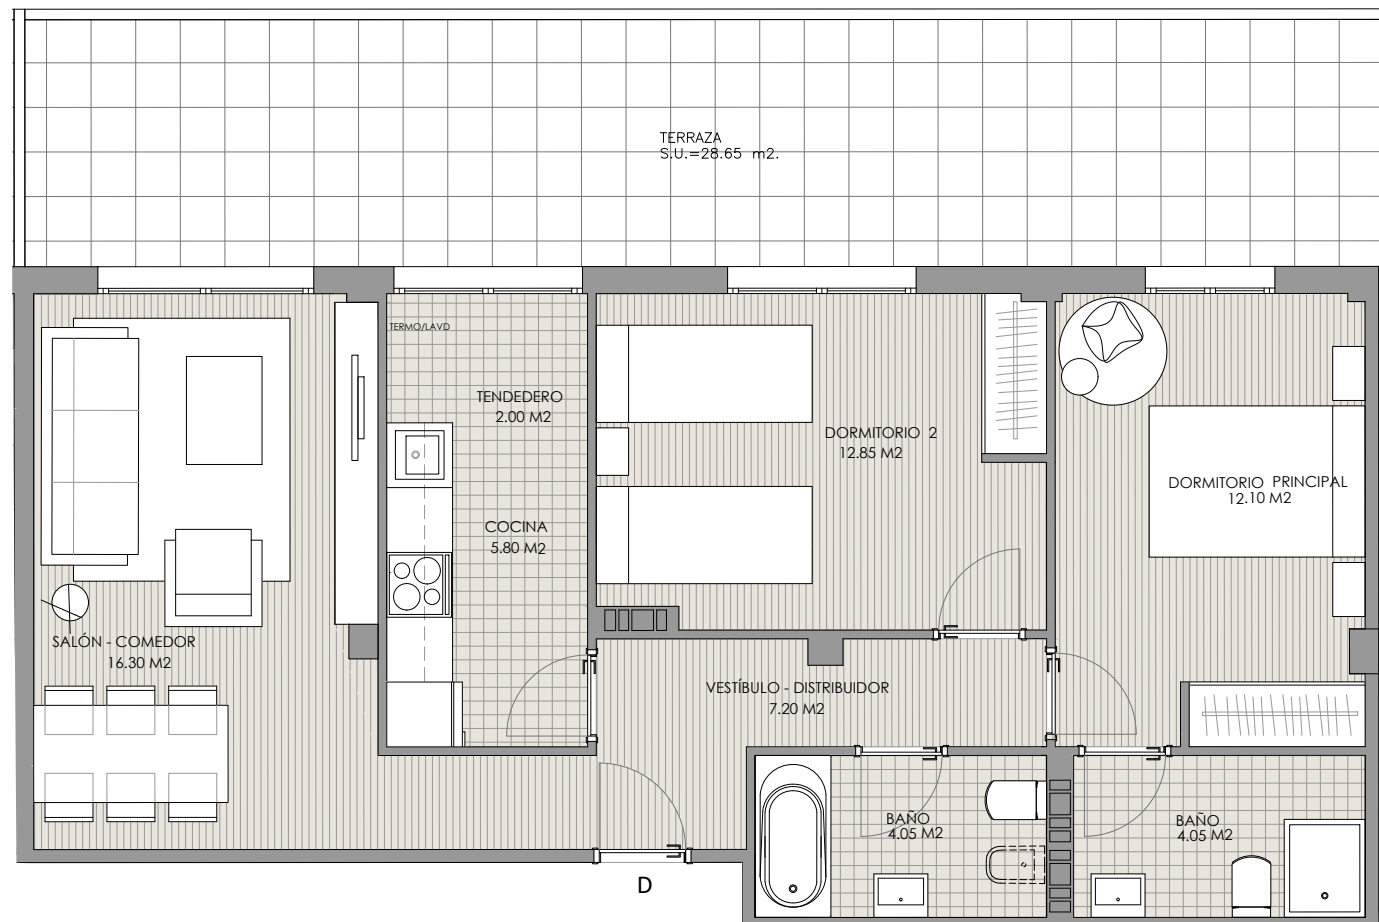 TERRAZA
S.U.=28.65 m2.
TERMO/LAVD
TENDEDERO
2.00 M2
DORMITORIO 2
12.85 M2
DORMITORIO PRINCIPAL
12.10 M2
COCINA
5.80 M2
SALÓN - COMEDOR
16.30 M2
VESTÍBULO - DISTRIBUIDOR
7.20 M2
BAÑO
4.05 M2
BAÑO
4.05 M2
D